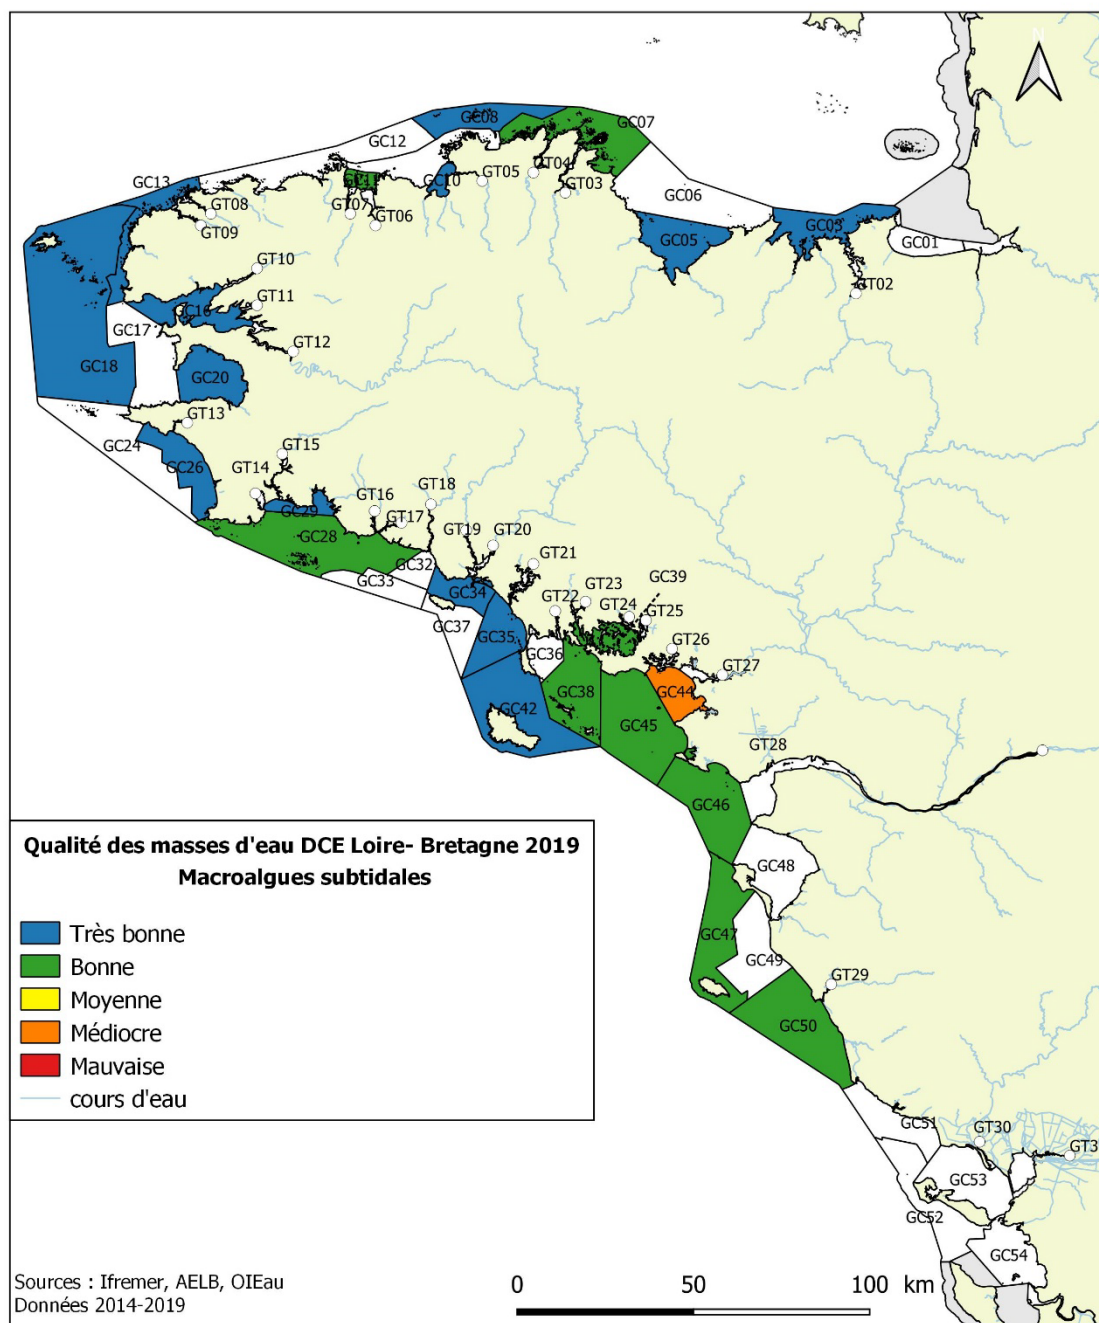 N
GC08
GC07
GC12
GT04
GC13
GC11
GC10
GT05
GT03
GC06
GT08
GT07
GT06
GC03
GT09
GC05
GC01
GT10
GT02
GT11
GC16
GC17
GT12
GC18
GC20
GT13
GC24
GT15
GC26
GT14
GT18
GC29
GT16
GT17
GT19
GT20
GC28
GT21
GC32
GC33
GC34
GT23
GC39
GT22
GT24
GT25
GC37
GC35
GC36
GT26
GT27
GC38
GC44
GC42
GC45
GT28
GC46
GC48
GC47
GC49
GT29
GC50
GC51
GT30
GT3
GC53
GC52
GC54
Qualité des masses d'eau DCE Loire- Bretagne 2019
Macroalgues subtidales
Très bonne
Bonne
Moyenne
Médiocre
Mauvaise
cours d'eau
Sources : Ifremer, AELB, OIEau
Données 2014-2019
0 50 100 km